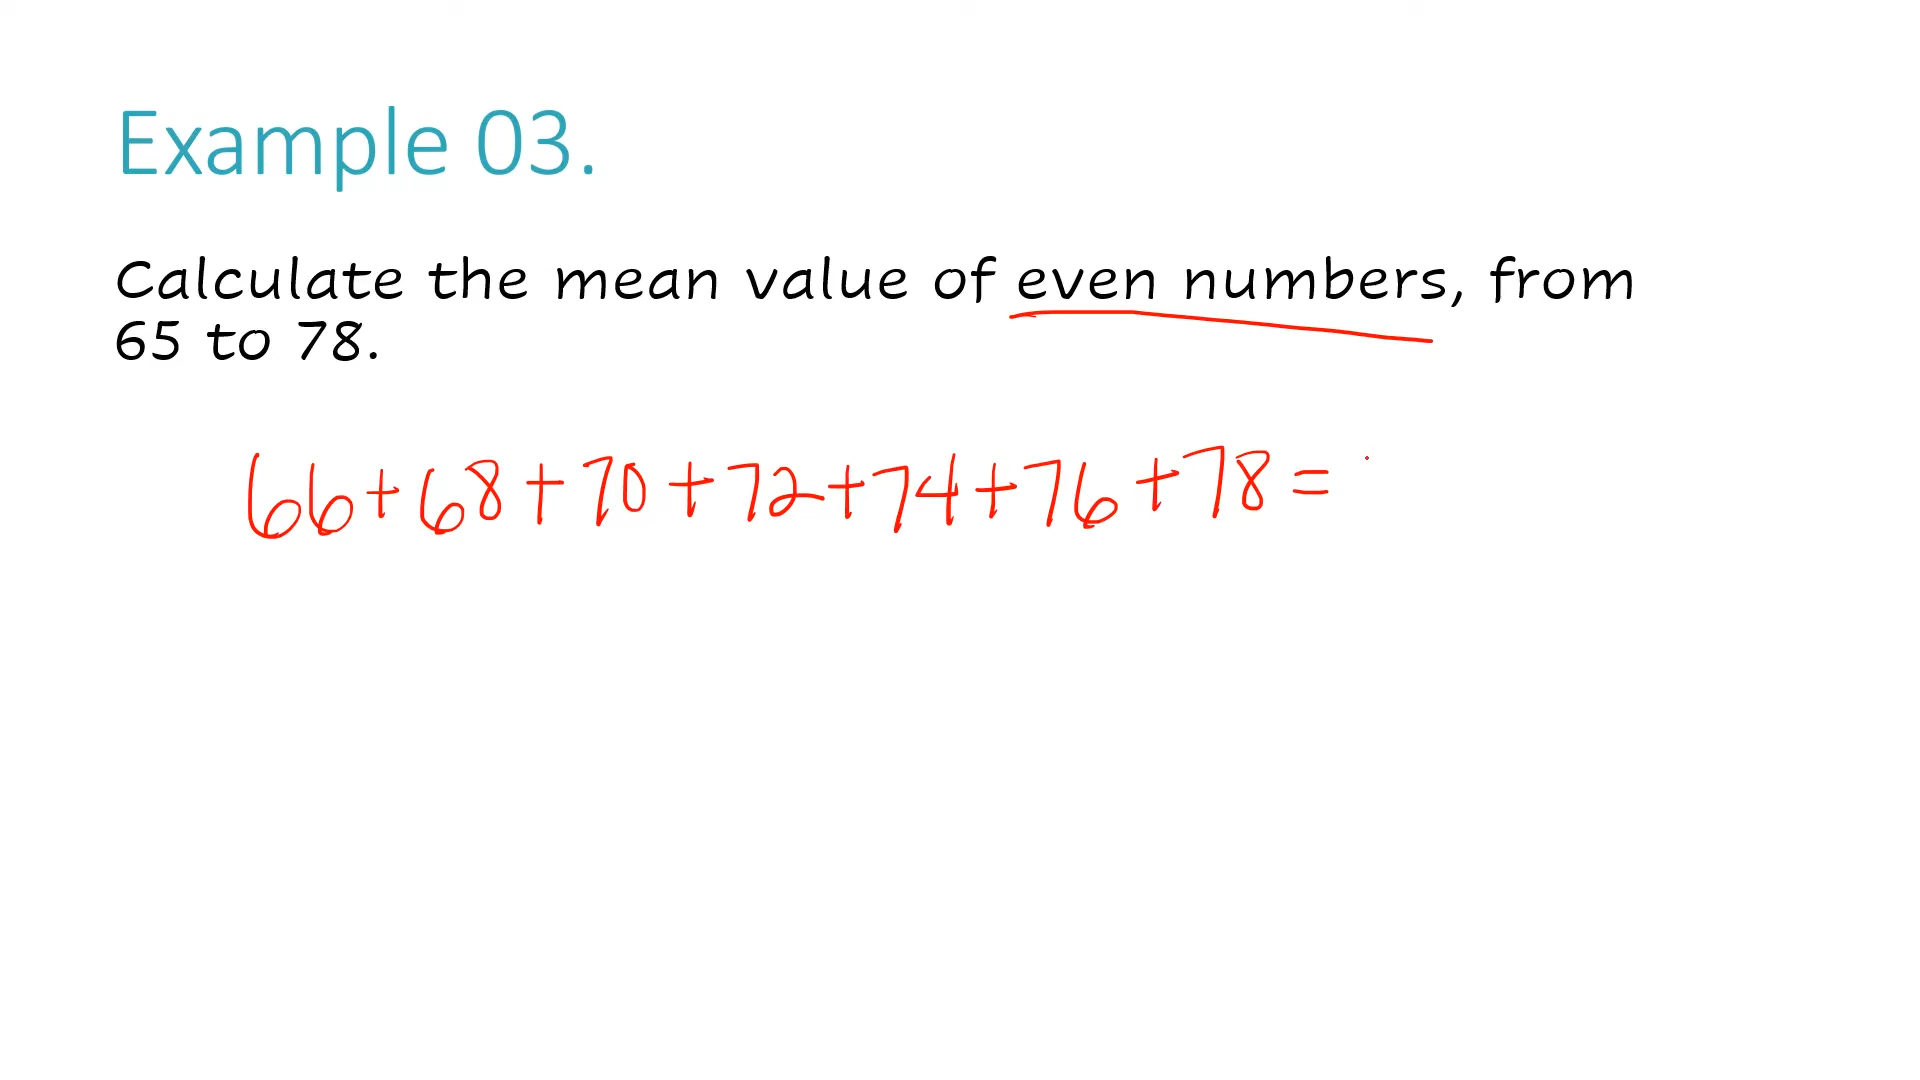 Example 03.
Calculate the mean value of even numbers, from
65 to 78.
66+68+70+72+74+76+78=